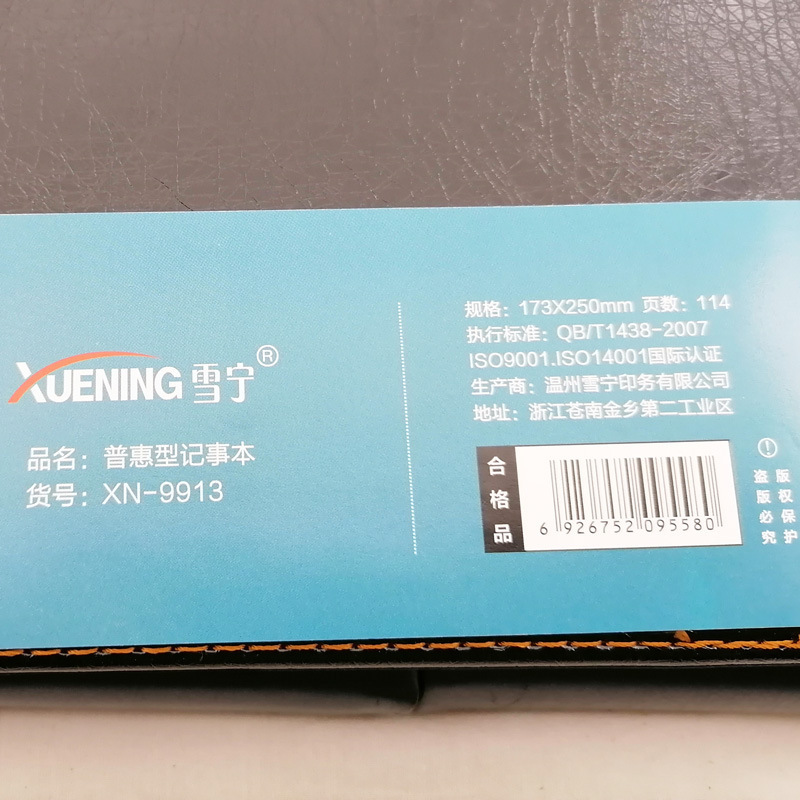 XUENING 雪宁®
品名：普惠型记事本
货号：XN-9913
规格：173X250mm 页数：114
执行标准：QB/T1438-2007
ISO9001.ISO14001国际认证
生产商：温州雪宁印务有限公司
地址：浙江苍南金乡第二工业区
合格品
6 926752 095580
版权保护
盗版必究